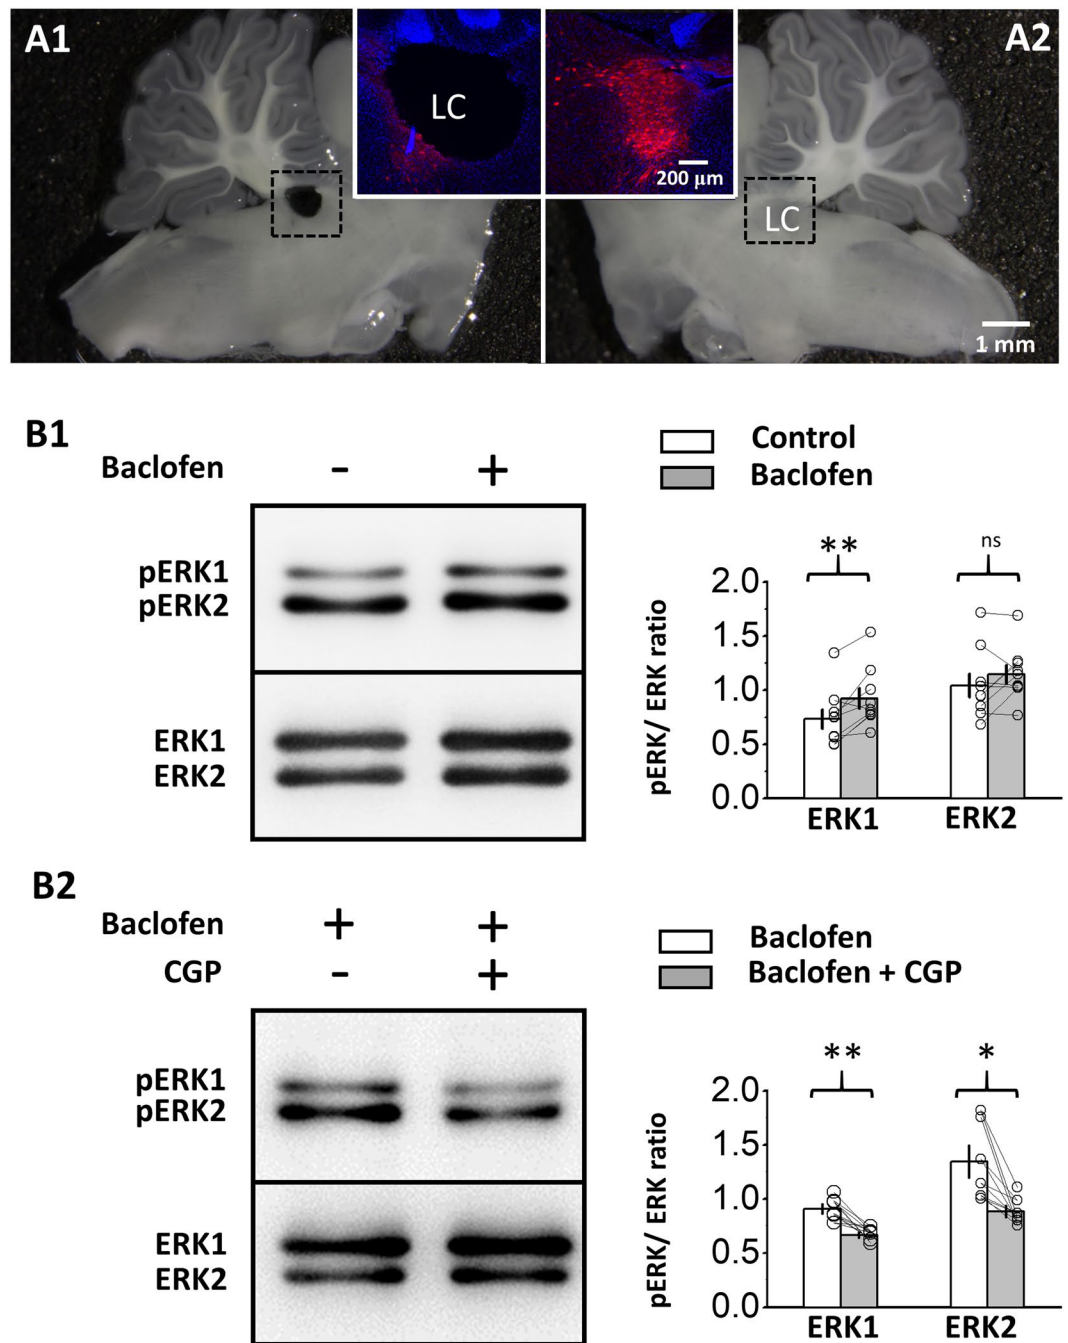 A1
LC
200 µm
A2
LC
1 mm
B1
Baclofen - +
pERK1
pERK2
ERK1
ERK2
Control
Baclofen
** ns
pERK/ ERK ratio
2.0
1.5
1.0
0.5
0.0
ERK1 ERK2
B2
Baclofen + +
CGP - +
pERK1
pERK2
ERK1
ERK2
Baclofen
Baclofen + CGP
** *
pERK/ ERK ratio
2.0
1.5
1.0
0.5
0.0
ERK1 ERK2